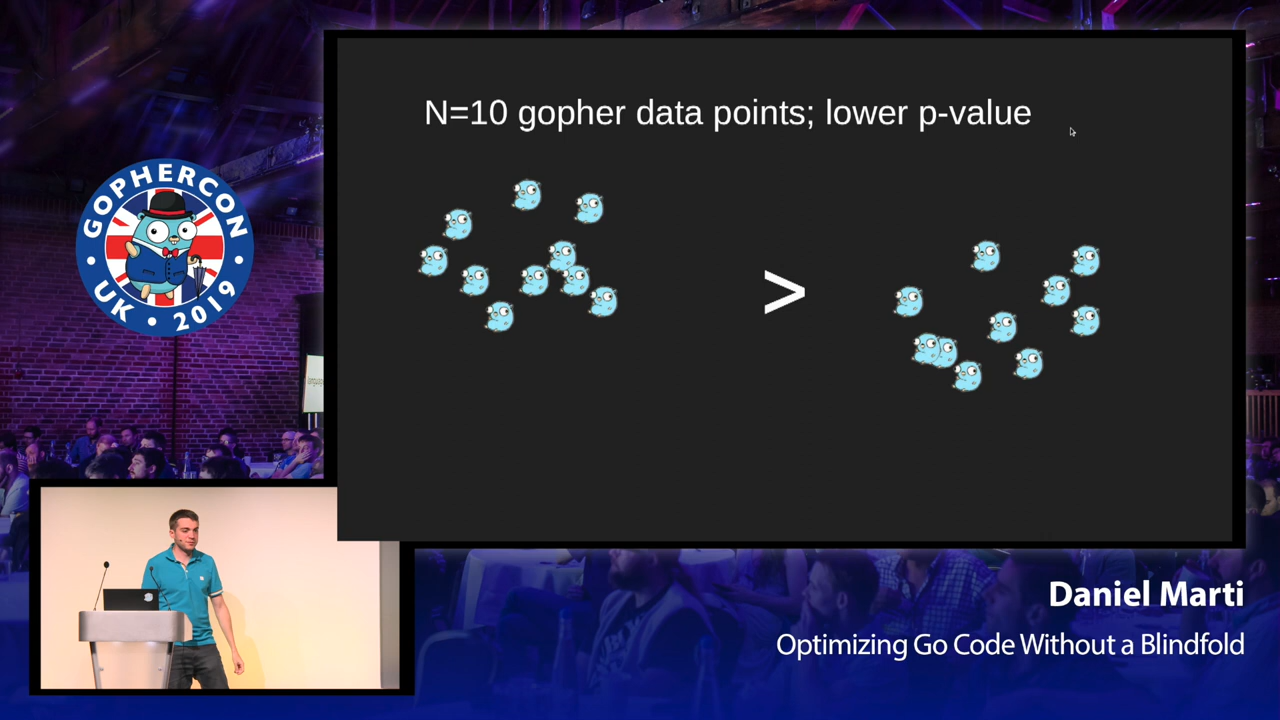 N=10 gopher data points; lower p-value
>
GOPHERCON
UK • 2019
Daniel Marti
Optimizing Go Code Without a Blindfold